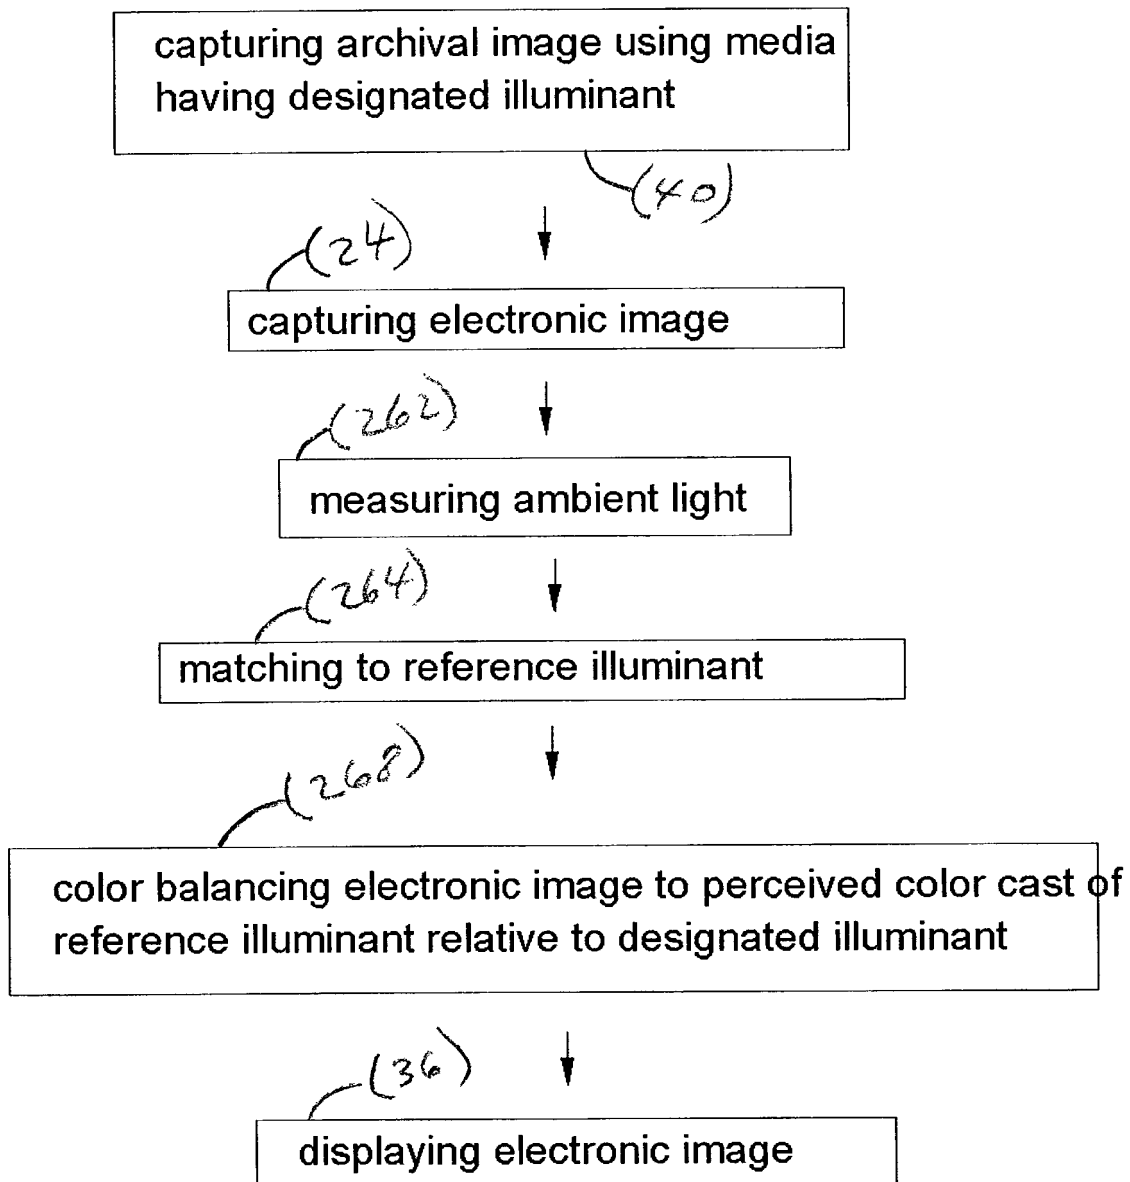 capturing archival image using media
having designated illuminant
(40)
(24)
capturing electronic image
(262)
measuring ambient light
(264)
matching to reference illuminant
(268)
color balancing electronic image to perceived color cast of
reference illuminant relative to designated illuminant
(36)
displaying electronic image